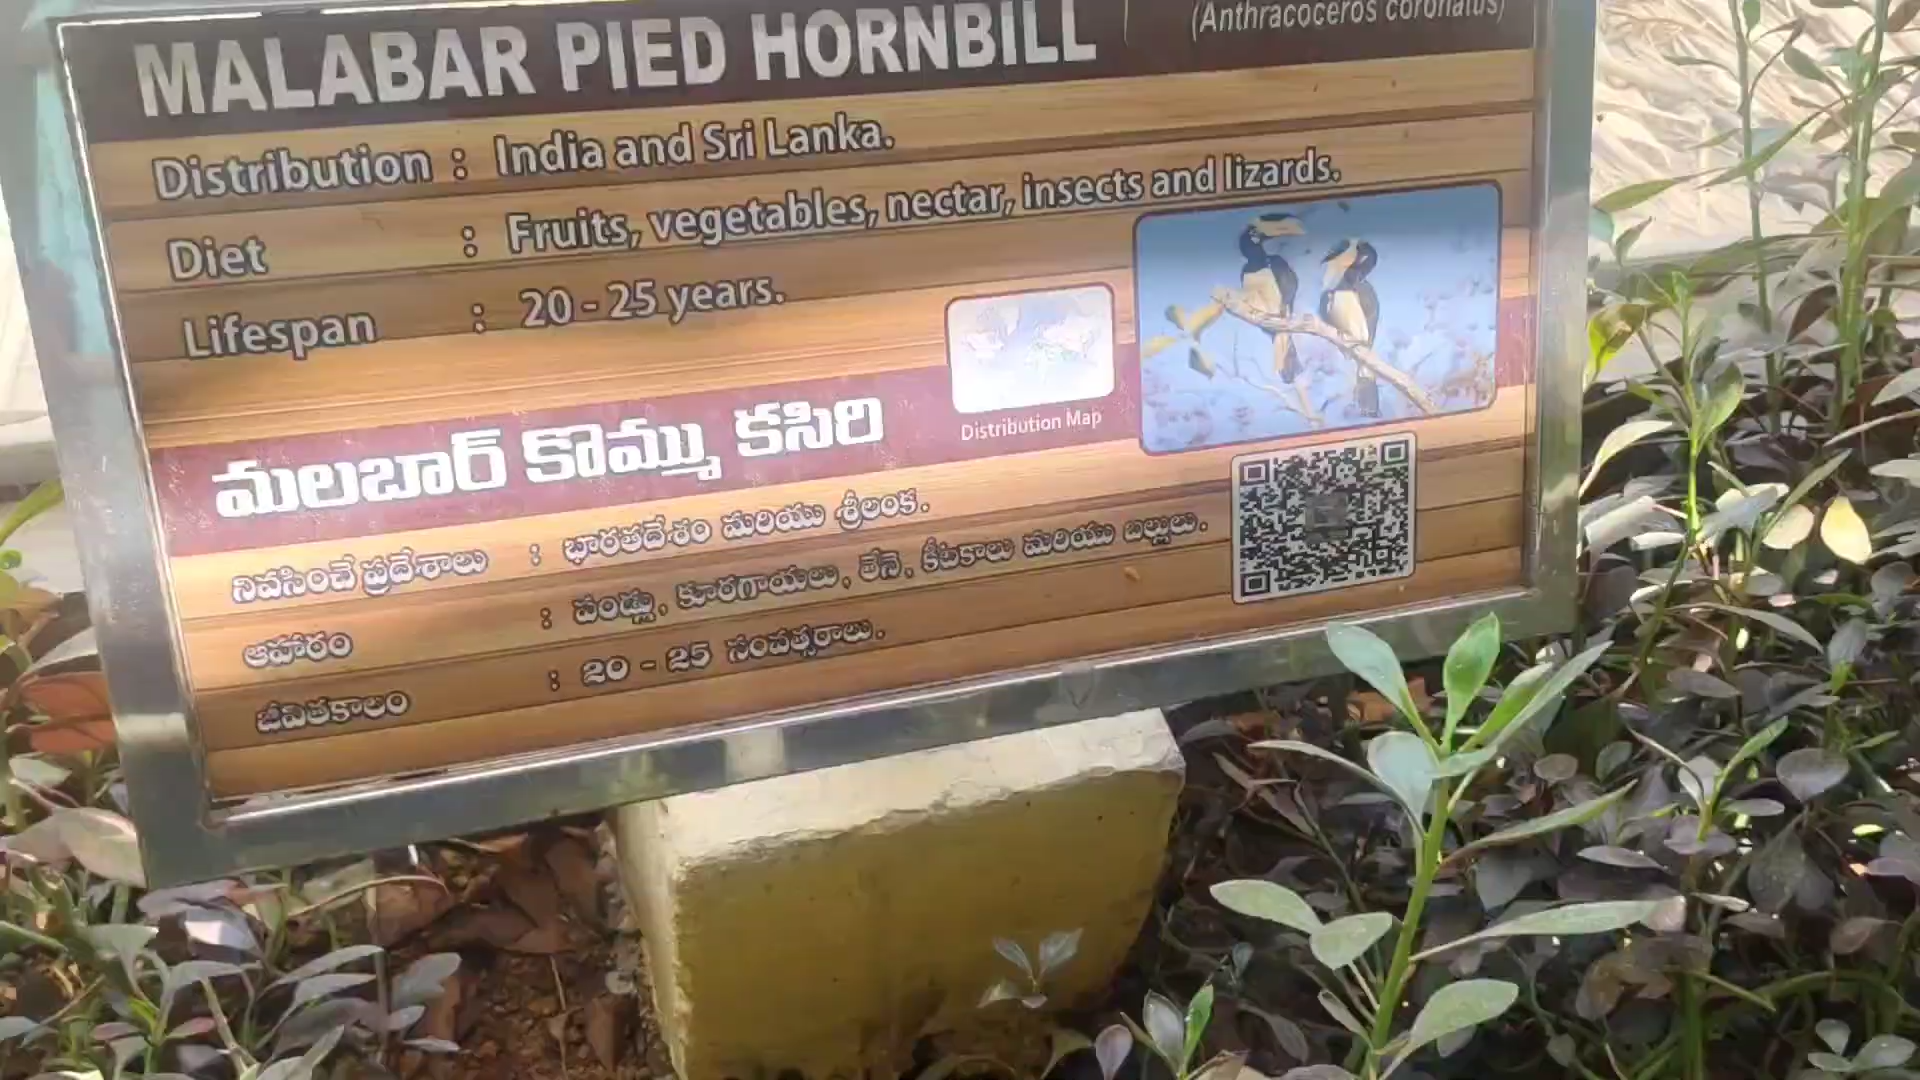 MALABAR PIED HORNBILL (Anthracoceros coronatus)
Distribution : India and Sri Lanka.
Diet : Fruits, vegetables, nectar, insects and lizards.
Lifespan : 20 - 25 years.
Distribution Map
మలబార్ కొమ్ము కసిరి
నివసించే ప్రదేశాలు : భారతదేశం మరియు శ్రీలంక.
ఆహారం : పండ్లు, కూరగాయలు, తేనె, కీటకాలు మరియు బల్లులు.
జీవితకాలం : 20 - 25 సంవత్సరాలు.